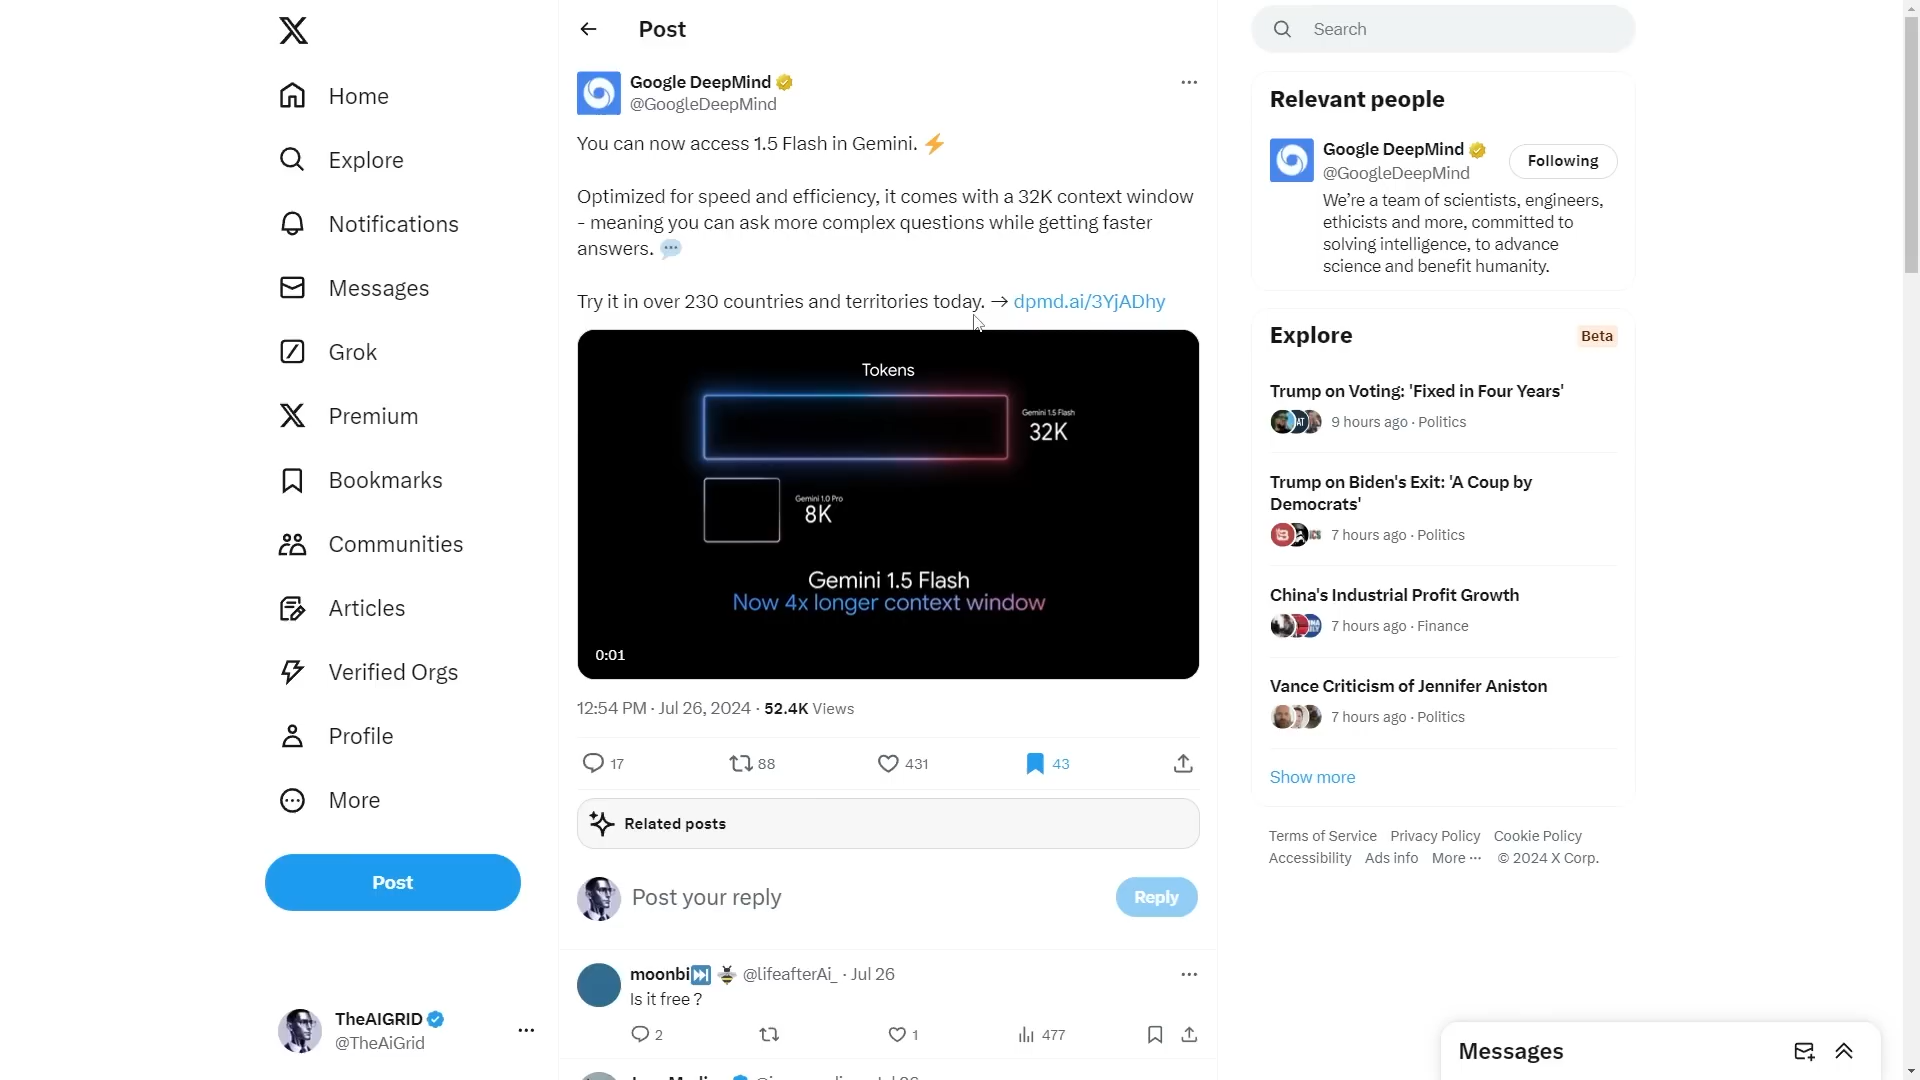 Home
Explore
Notifications
Messages
Grok
Premium
Bookmarks
Communities
Articles
Verified Orgs
Profile
More
Post
TheAIGRID
@TheAiGrid
Post
Google DeepMind
@GoogleDeepMind
You can now access 1.5 Flash in Gemini. ⚡
Optimized for speed and efficiency, it comes with a 32K context window
- meaning you can ask more complex questions while getting faster
answers. 💬
Try it in over 230 countries and territories today. → dpmd.ai/3YjADhy
Tokens
Gemini 1.5 Flash
32K
Gemini 1.0 Pro
8K
Gemini 1.5 Flash
Now 4x longer context window
0:01
12:54 PM · Jul 26, 2024 · 52.4K Views
17 88 431 43
Related posts
Post your reply
Reply
moonbi⏭️ 🐝 @lifeafterAi_ · Jul 26
Is it free ?
2 1 477
Search
Relevant people
Google DeepMind
@GoogleDeepMind
Following
We're a team of scientists, engineers,
ethicists and more, committed to
solving intelligence, to advance
science and benefit humanity.
Explore
Beta
Trump on Voting: 'Fixed in Four Years'
9 hours ago · Politics
Trump on Biden's Exit: 'A Coup by
Democrats'
7 hours ago · Politics
China's Industrial Profit Growth
7 hours ago · Finance
Vance Criticism of Jennifer Aniston
7 hours ago · Politics
Show more
Terms of Service Privacy Policy Cookie Policy
Accessibility Ads info More ··· © 2024 X Corp.
Messages